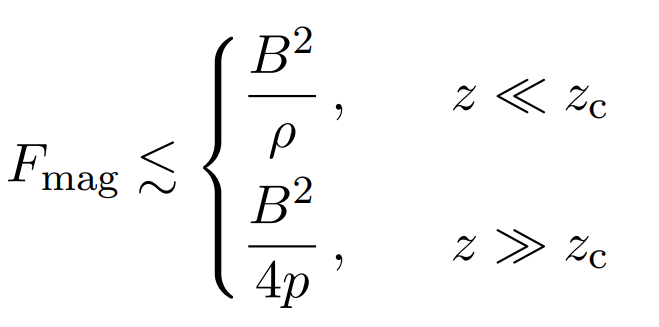 F_mag ≲ { B²/ρ , z ≪ z_c
B²/4p , z ≫ z_c